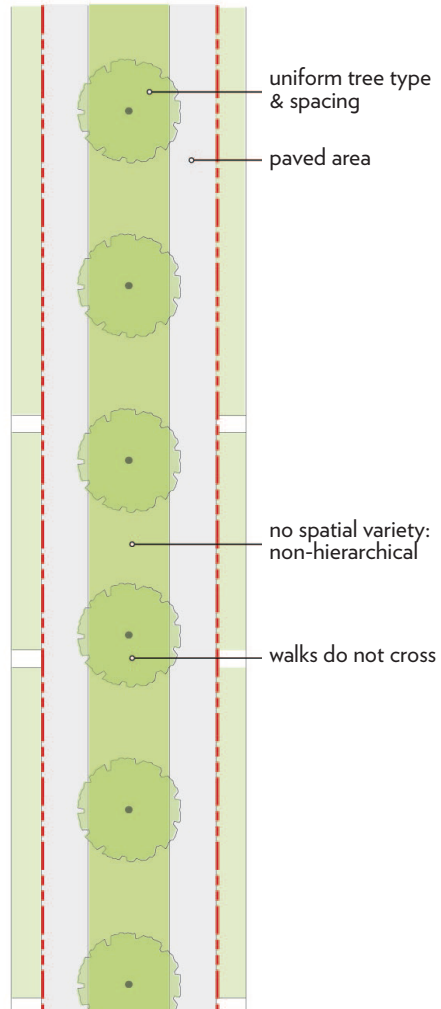 uniform tree type
& spacing
paved area
no spatial variety:
non-hierarchical
walks do not cross